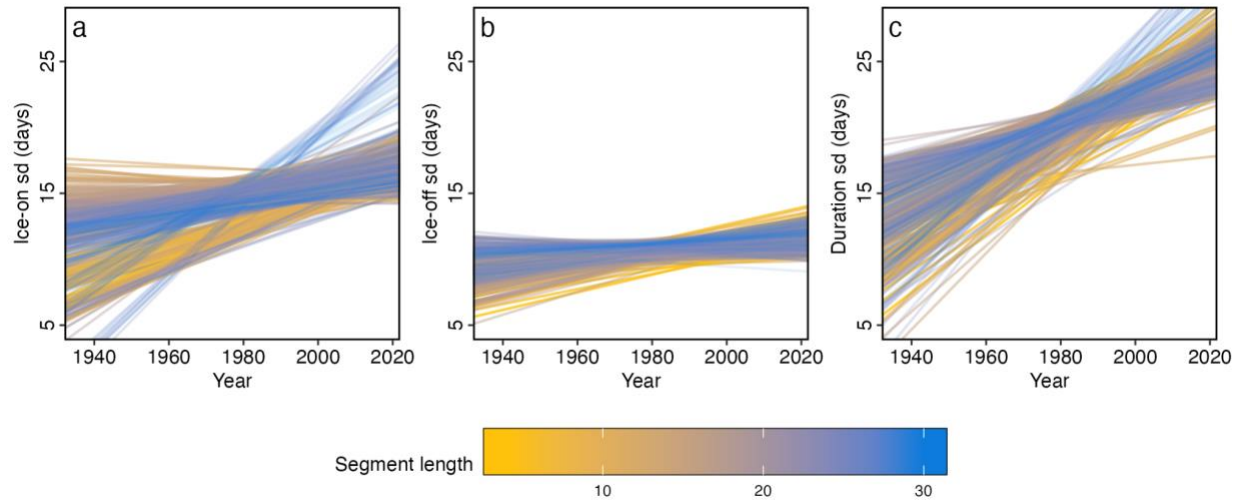 a
Ice-on sd (days)
25
15
5
1940 1960 1980 2000 2020
Year
b
Ice-off sd (days)
25
15
5
1940 1960 1980 2000 2020
Year
c
Duration sd (days)
25
15
5
1940 1960 1980 2000 2020
Year
Segment length
10 20 30